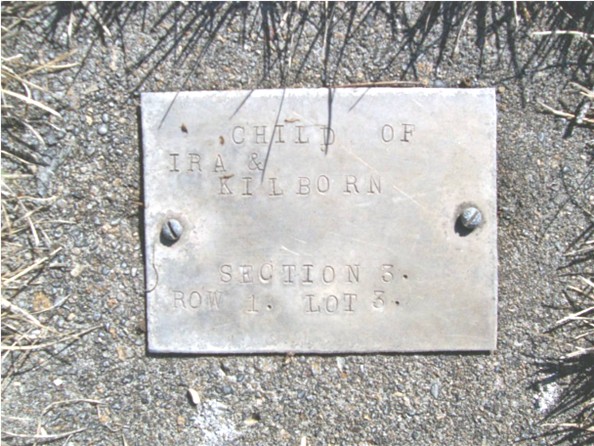 CHILD OF
IRA &
KILBORN
SECTION 3.
ROW 1. LOT 3.